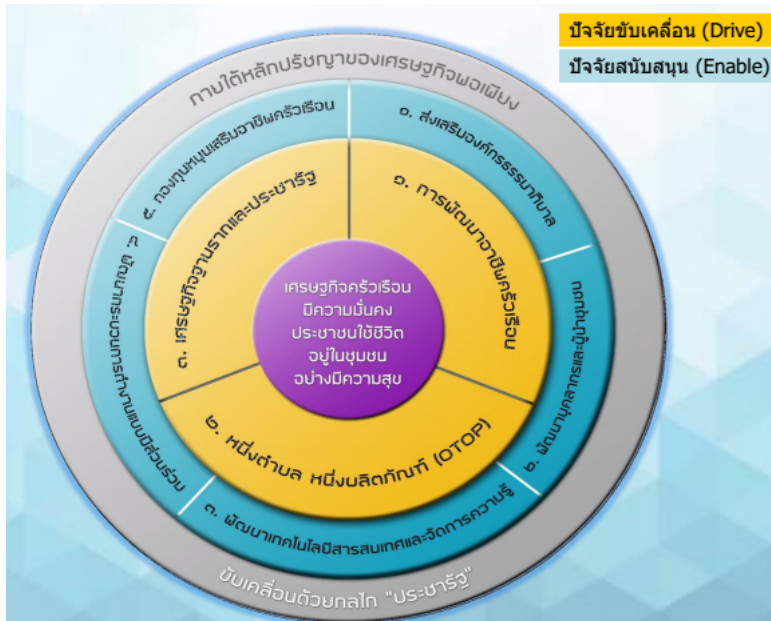 ปัจจัยขับเคลื่อน (Drive)
ปัจจัยสนับสนุน (Enable)
ภายใต้หลักปรัชญาของเศรษฐกิจพอเพียง
๑. ส่งเสริมองค์กรธรรมาภิบาล
๒. พัฒนาบุคลากรและผู้นำชุมชน
๓. พัฒนาเทคโนโลยีสารสนเทศและจัดการความรู้
๔. พัฒนากระบวนการทำงานแบบมีส่วนร่วม
๕. กองทุนหนุนเสริมอาชีพครัวเรือน
๑. การพัฒนาอาชีพครัวเรือน
๒. หนึ่งตำบล หนึ่งผลิตภัณฑ์ (OTOP)
๓. เศรษฐกิจฐานรากและประชารัฐ
เศรษฐกิจครัวเรือน
มีความมั่นคง
ประชาชนใช้ชีวิต
อยู่ในชุมชน
อย่างมีความสุข
ขับเคลื่อนด้วยกลไก "ประชารัฐ"